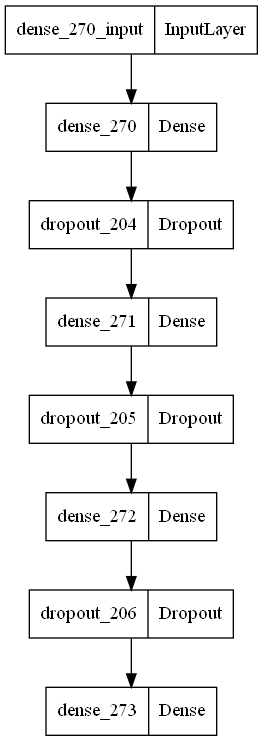 dense_270_input InputLayer
dense_270 Dense
dropout_204 Dropout
dense_271 Dense
dropout_205 Dropout
dense_272 Dense
dropout_206 Dropout
dense_273 Dense